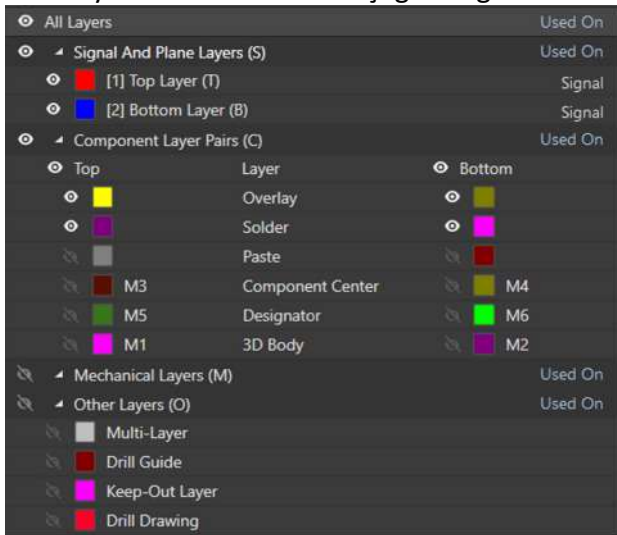 All Layers Used On
Signal And Plane Layers (S) Used On
[1] Top Layer (T) Signal
[2] Bottom Layer (B) Signal
Component Layer Pairs (C) Used On
Top Layer Bottom
Overlay
Solder
Paste
M3 Component Center M4
M5 Designator M6
M1 3D Body M2
Mechanical Layers (M) Used On
Other Layers (O) Used On
Multi-Layer
Drill Guide
Keep-Out Layer
Drill Drawing